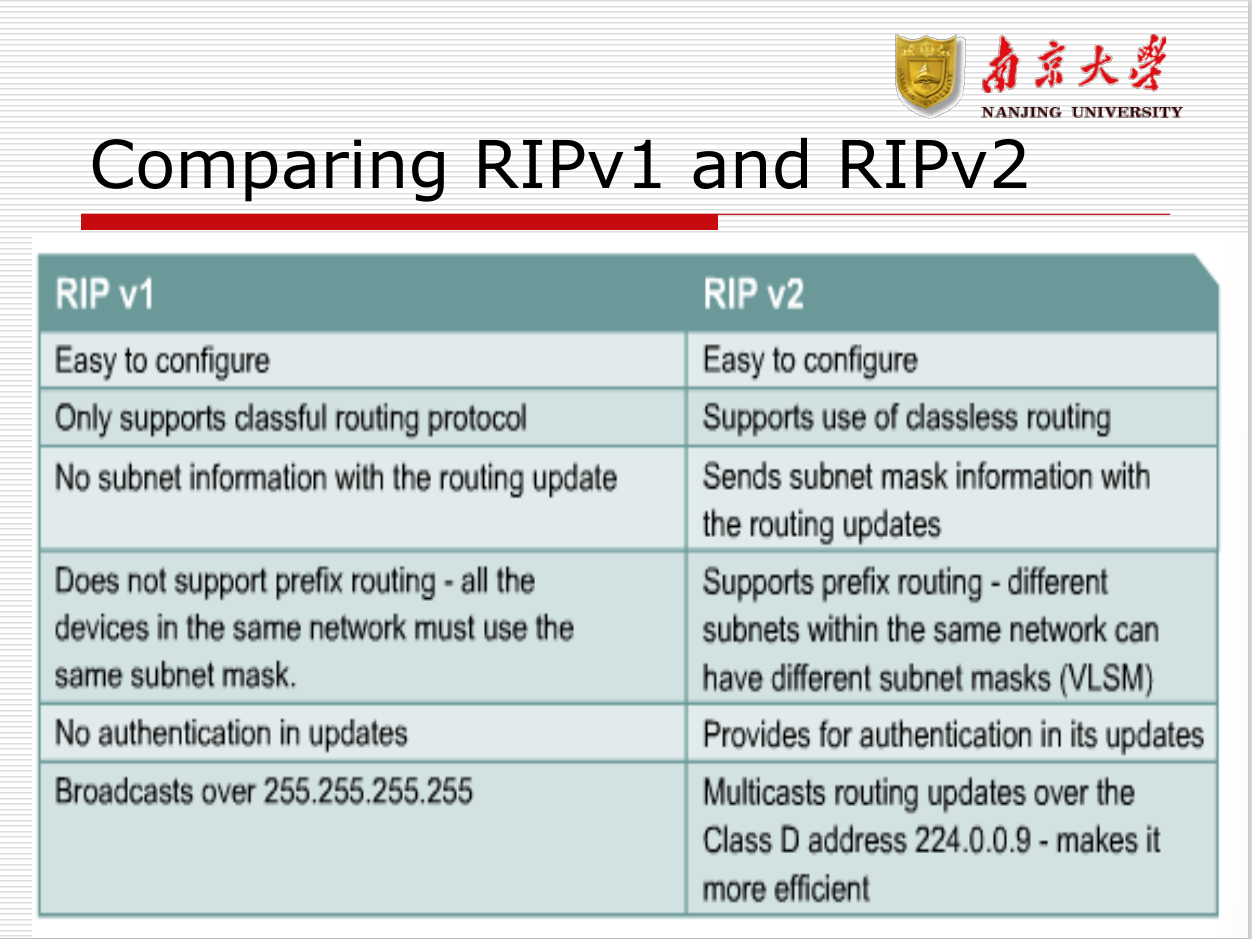 南京大學
NANJING UNIVERSITY
Comparing RIPv1 and RIPv2
RIP v1
RIP v2
Easy to configure
Easy to configure
Only supports classful routing protocol
Supports use of classless routing
No subnet information with the routing update
Sends subnet mask information with
the routing updates
Does not support prefix routing - all the
devices in the same network must use the
same subnet mask.
Supports prefix routing - different
subnets within the same network can
have different subnet masks (VLSM)
No authentication in updates
Provides for authentication in its updates
Broadcasts over 255.255.255.255
Multicasts routing updates over the
Class D address 224.0.0.9 - makes it
more efficient